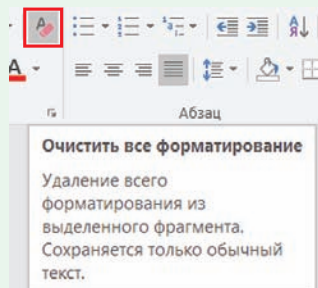 А
А
Я
Абзац
Очистить все форматирование
Удаление всего
форматирования из
выделенного фрагмента.
Сохраняется только обычный
текст.